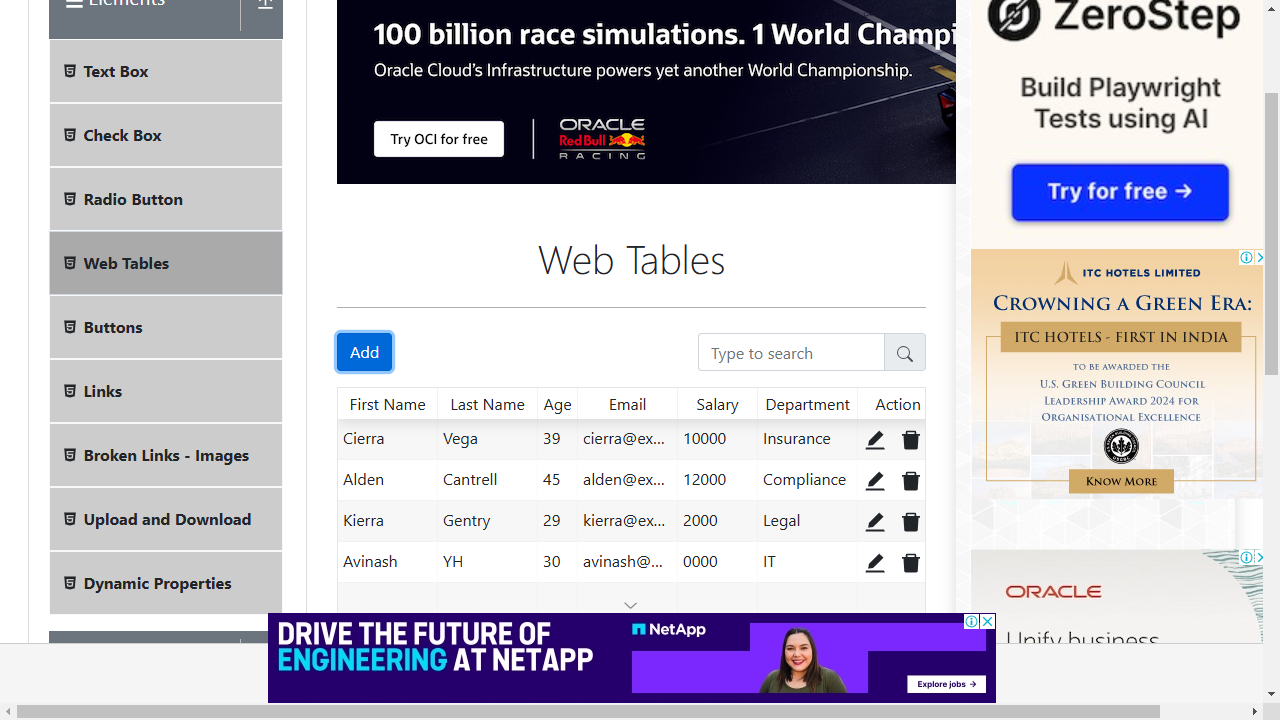 Elements
Text Box
Check Box
Radio Button
Web Tables
Buttons
Links
Broken Links - Images
Upload and Download
Dynamic Properties
100 billion race simulations. 1 World Champi
Oracle Cloud's Infrastructure powers yet another World Championship.
Try OCI for free
ORACLE
Red Bull
RACING
Web Tables
Add
Type to search
First Name Last Name Age Email Salary Department Action
Cierra Vega 39 cierra@ex... 10000 Insurance
Alden Cantrell 45 alden@ex... 12000 Compliance
Kierra Gentry 29 kierra@ex... 2000 Legal
Avinash YH 30 avinash@... 0000 IT
ZeroStep
Build Playwright
Tests using AI
Try for free →
ITC HOTELS LIMITED
CROWNING A GREEN ERA:
ITC HOTELS - FIRST IN INDIA
TO BE AWARDED THE
U.S. GREEN BUILDING COUNCIL
LEADERSHIP AWARD 2024 FOR
ORGANISATIONAL EXCELLENCE
KNOW MORE
ORACLE
Unify business
DRIVE THE FUTURE OF
ENGINEERING AT NETAPP
NetApp
Explore jobs →